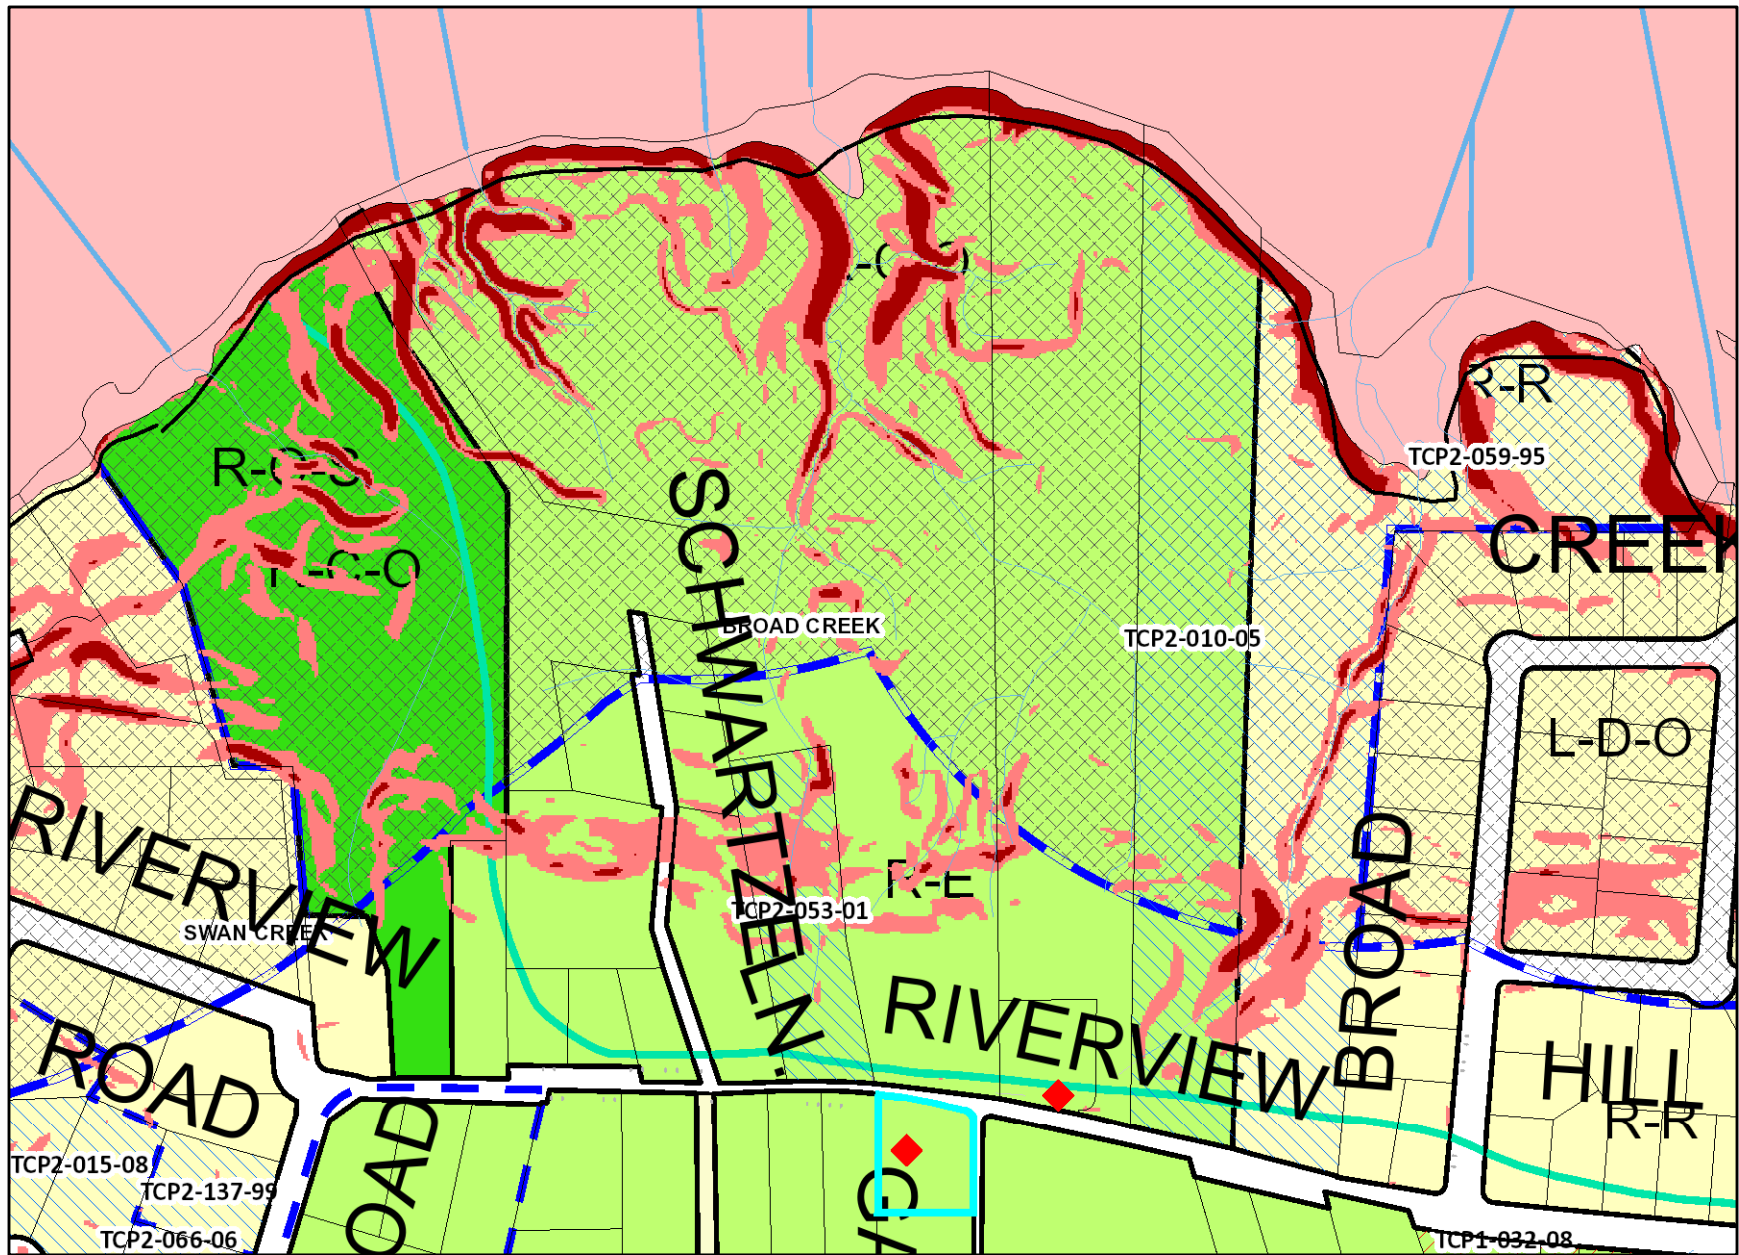 R-R
TCP2-059-95
R-O-S
CREEK
R-C-O
SCHWARTZ LN.
BROAD CREEK
TCP2-010-05
L-D-O
RIVERVIEW
R-E
TCP2-053-01
SWAN CREEK
BROAD
RIVERVIEW
ROAD
HILL
R-R
TCP2-015-08
TCP2-137-99
TCP2-066-06
TCP1-032-08